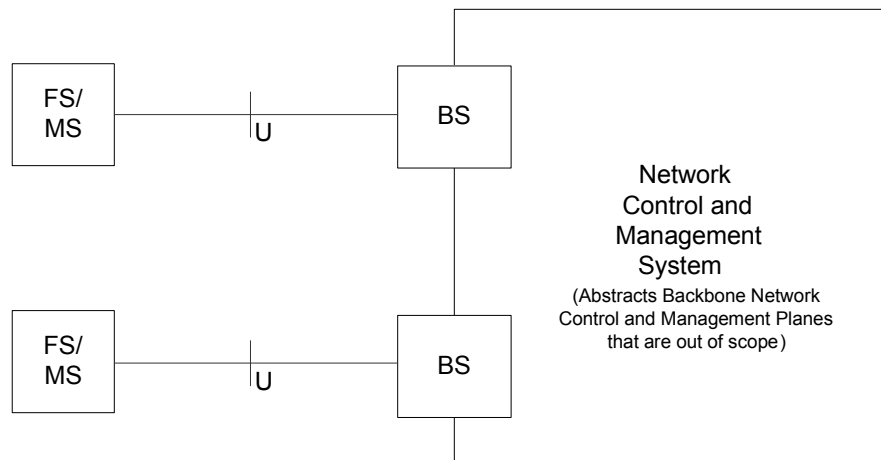 FS/
MS
U
BS
Network
Control and
Management
System
(Abstracts Backbone Network
Control and Management Planes
that are out of scope)
FS/
MS
U
BS